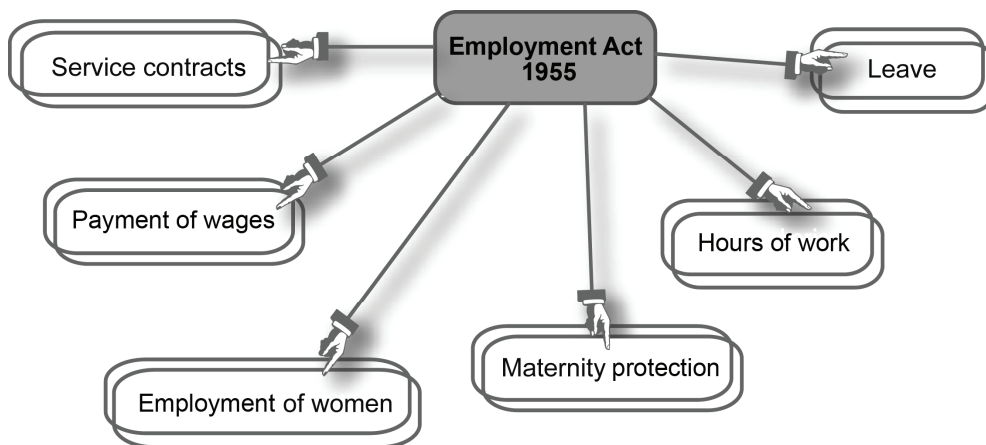 Employment Act
1955
Service contracts
Leave
Payment of wages
Hours of work
Maternity protection
Employment of women